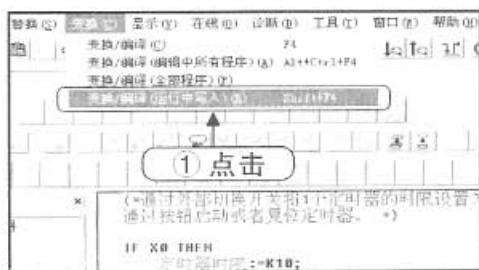 替换(S) 变换(C) 显示(V) 在线(O) 诊断(D) 工具(T) 窗口(W) 帮助(H)
变换/编译(C) F4
变换/编译(编辑中所有程序)(A) Alt+Ctrl+F4
变换/编译(全部程序)(P)
变换/编译(运行中写入)(R) Shift+F4
① 点击
(*通过外部切换开关将1个定时器的时限设置为
通过按钮启动或者复位定时器。 *)
IF X0 THEN
定时器时限:=K10;